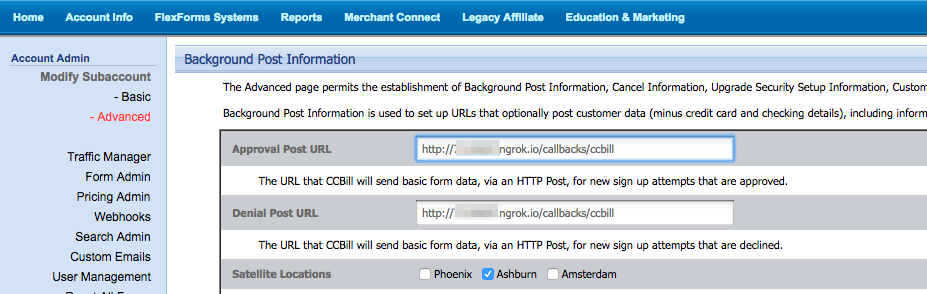 Home Account Info FlexForms Systems Reports Merchant Connect Legacy Affiliate Education & Marketing
Account Admin
Modify Subaccount
- Basic
- Advanced
Traffic Manager
Form Admin
Pricing Admin
Webhooks
Search Admin
Custom Emails
User Management
Background Post Information
The Advanced page permits the establishment of Background Post Information, Cancel Information, Upgrade Security Setup Information, Custom
Background Post Information is used to set up URLs that optionally post customer data (minus credit card and checking details), including inform
Approval Post URL http://7 ngrok.io/callbacks/ccbill
The URL that CCBill will send basic form data, via an HTTP Post, for new sign up attempts that are approved.
Denial Post URL http://7 ngrok.io/callbacks/ccbill
The URL that CCBill will send basic form data, via an HTTP Post, for new sign up attempts that are declined.
Satellite Locations Phoenix Ashburn Amsterdam